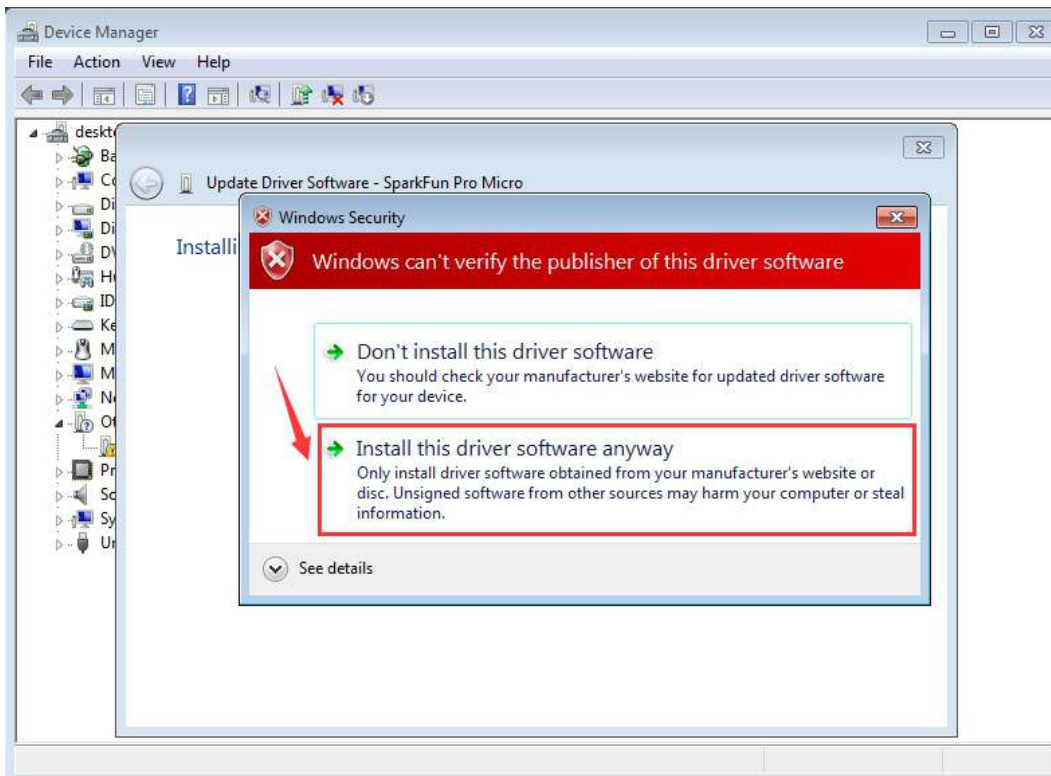 Device Manager
File Action View Help
deskt
Ba
Co
Di
Di
DV
Hu
ID
Ke
M
M
Ne
Ot
Pr
So
Sy
Un
Update Driver Software - SparkFun Pro Micro
Installi
Windows Security
Windows can't verify the publisher of this driver software
Don't install this driver software
You should check your manufacturer's website for updated driver software
for your device.
Install this driver software anyway
Only install driver software obtained from your manufacturer's website or
disc. Unsigned software from other sources may harm your computer or steal
information.
See details